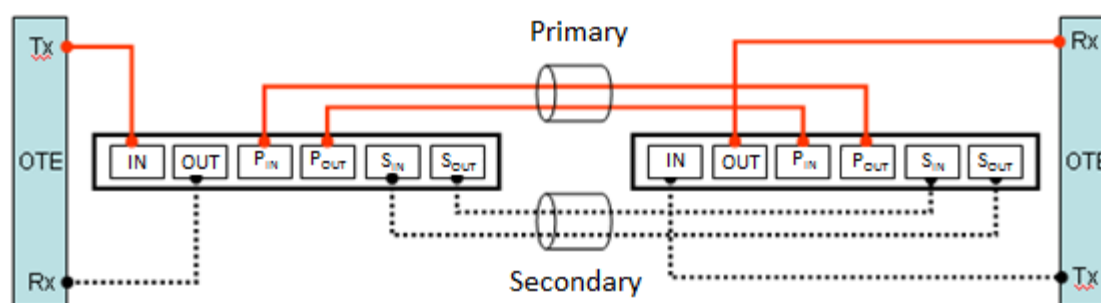 Primary
Tx
Rx
OTE
IN OUT PIN POUT SIN SOUT
IN OUT PIN POUT SIN SOUT
OTE
Rx
Tx
Secondary